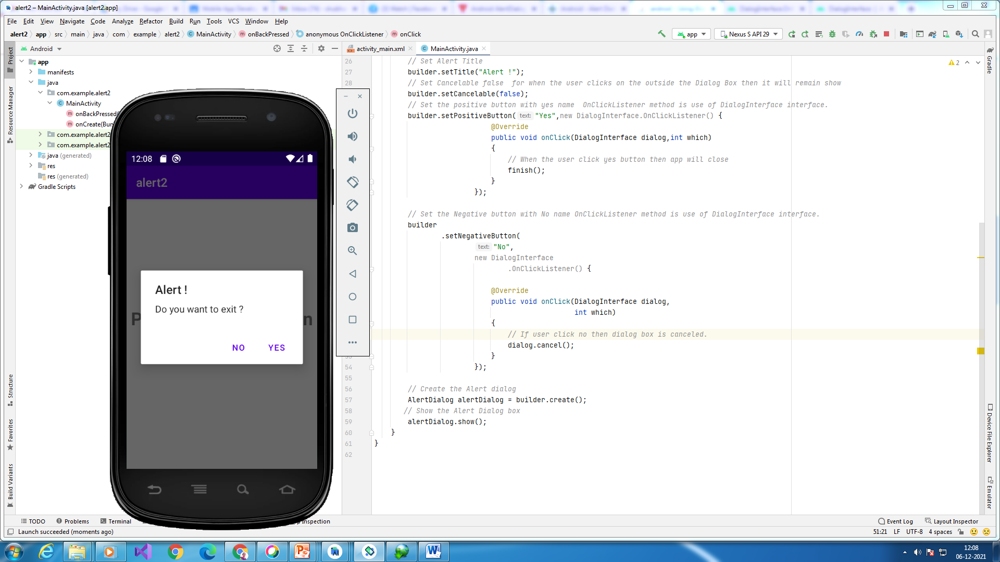 alert2 – MainActivity.java [alert2.app]
File Edit View Navigate Code Analyze Refactor Build Run Tools VCS Window Help
alert2 app src main java com example alert2 MainActivity onBackPressed anonymous OnClickListener onClick
app Nexus S API 29
Android
activity_main.xml MainActivity.java
Project
Resource Manager
Structure
Favorites
Build Variants
app
manifests
java
com.example.alert2
MainActivity
onBackPressed(
onCreate(Bun
com.example.alert2
com.example.alert2
java (generated)
res
res (generated)
Gradle Scripts
12:08
alert2
P n
Alert !
Do you want to exit ?
NO YES
2
26 // Set Alert Title
27 builder.setTitle("Alert !");
28 // Set Cancelable false  for when the user clicks on the outside the Dialog Box then it will remain show
builder.setCancelable(false);
// Set the positive button with yes name  OnClickListener method is use of DialogInterface interface.
builder.setPositiveButton( text: "Yes",new DialogInterface.OnClickListener() {
@Override
public void onClick(DialogInterface dialog,int which)
{
// When the user click yes button then app will close
finish();
}
});
// Set the Negative button with No name OnClickListener method is use of DialogInterface interface.
builder
.setNegativeButton(
text: "No",
new DialogInterface
.OnClickListener() {
@Override
public void onClick(DialogInterface dialog,
int which)
{
// If user click no then dialog box is canceled.
dialog.cancel();
}
54 });
55
56 // Create the Alert dialog
57 AlertDialog alertDialog = builder.create();
58 // Show the Alert Dialog box
59 alertDialog.show();
60 }
61 }
62
Gradle
Device File Explorer
Emulator
TODO Problems Terminal Inspection Event Log Layout Inspector
Launch succeeded (moments ago) 51:21 LF UTF-8 4 spaces
12:08
06-12-2021